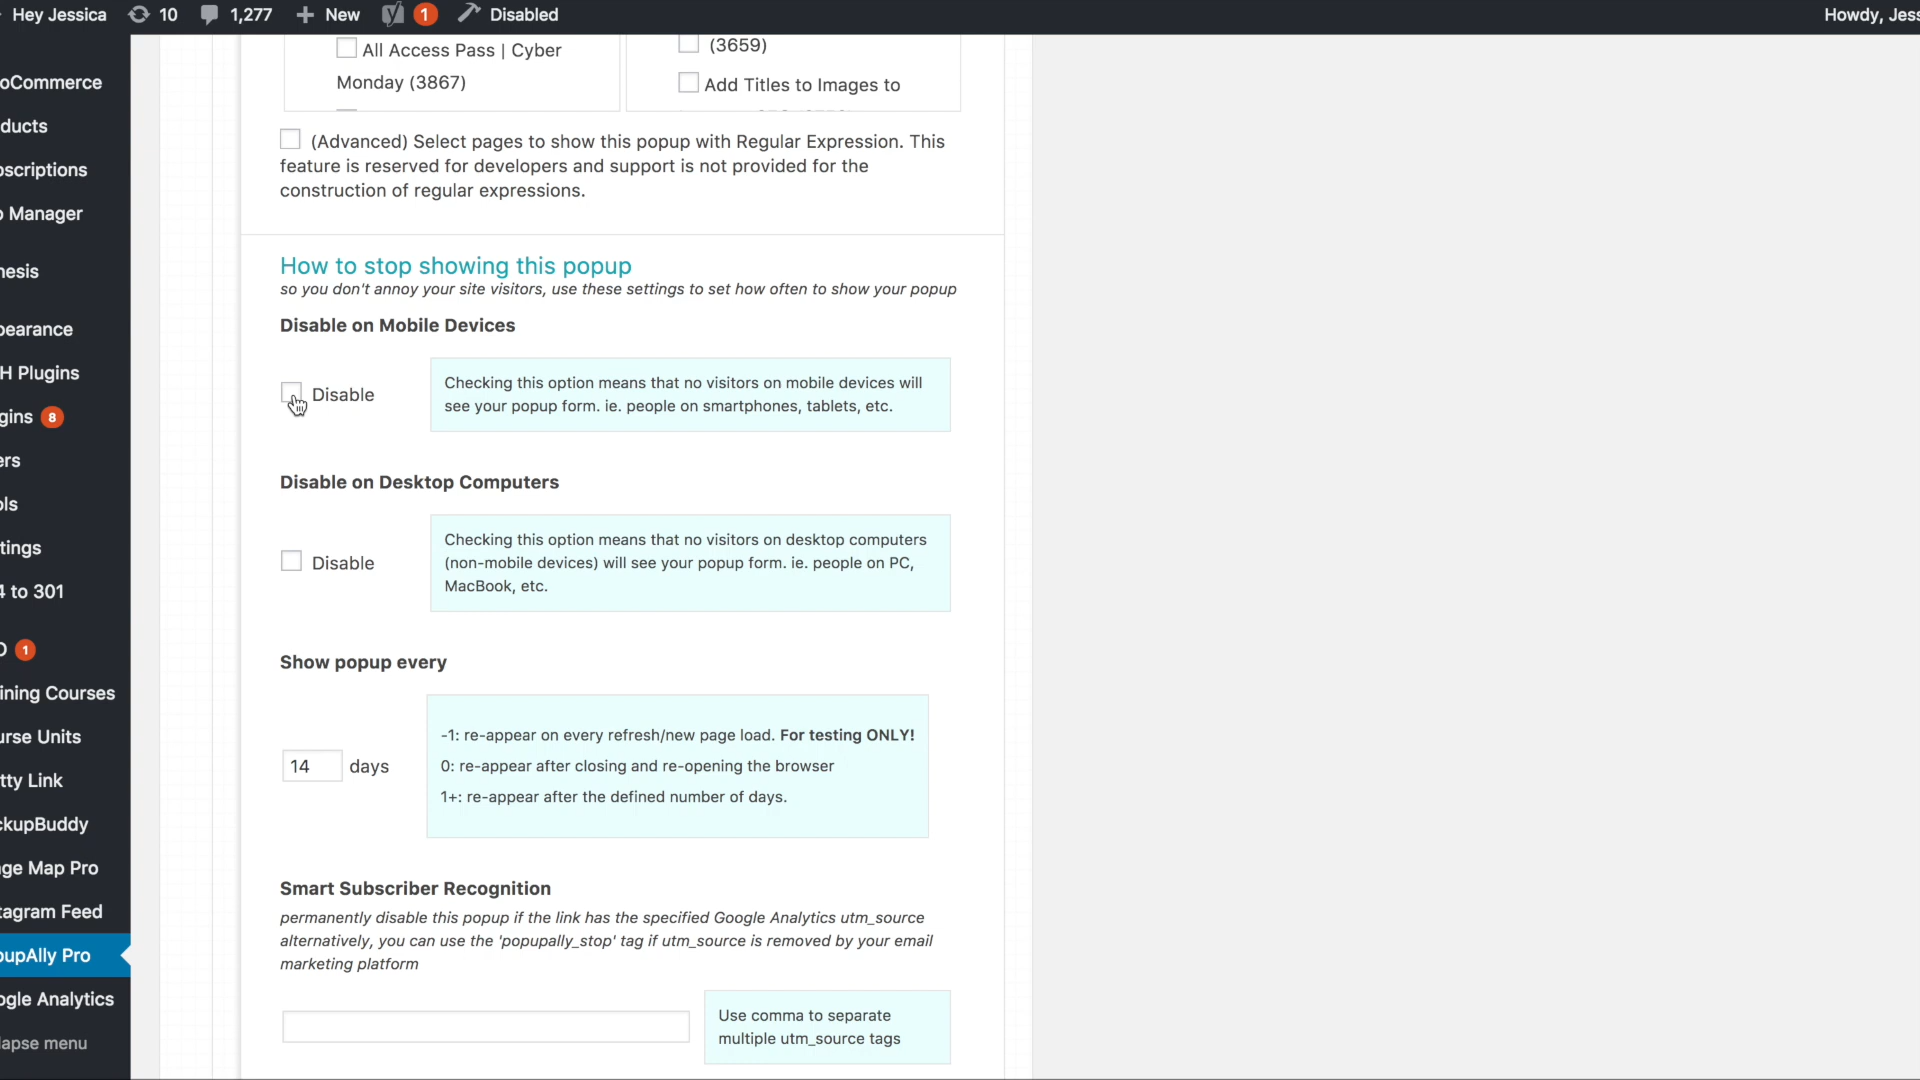 Hey Jessica 10 1,277 New 1 Disabled Howdy, Jess
oCommerce
ducts
oscriptions
o Manager
nesis
pearance
H Plugins
gins 8
ers
ols
tings
4 to 301
O 1
ining Courses
urse Units
tty Link
ckupBuddy
ge Map Pro
tagram Feed
oupAlly Pro
ogle Analytics
lapse menu
All Access Pass | Cyber
Monday (3867)
(3659)
Add Titles to Images to
(Advanced) Select pages to show this popup with Regular Expression. This
feature is reserved for developers and support is not provided for the
construction of regular expressions.
How to stop showing this popup
so you don't annoy your site visitors, use these settings to set how often to show your popup
Disable on Mobile Devices
Disable
Checking this option means that no visitors on mobile devices will
see your popup form. ie. people on smartphones, tablets, etc.
Disable on Desktop Computers
Disable
Checking this option means that no visitors on desktop computers
(non-mobile devices) will see your popup form. ie. people on PC,
MacBook, etc.
Show popup every
14 days
-1: re-appear on every refresh/new page load. For testing ONLY!
0: re-appear after closing and re-opening the browser
1+: re-appear after the defined number of days.
Smart Subscriber Recognition
permanently disable this popup if the link has the specified Google Analytics utm_source
alternatively, you can use the 'popupally_stop' tag if utm_source is removed by your email
marketing platform
Use comma to separate
multiple utm_source tags